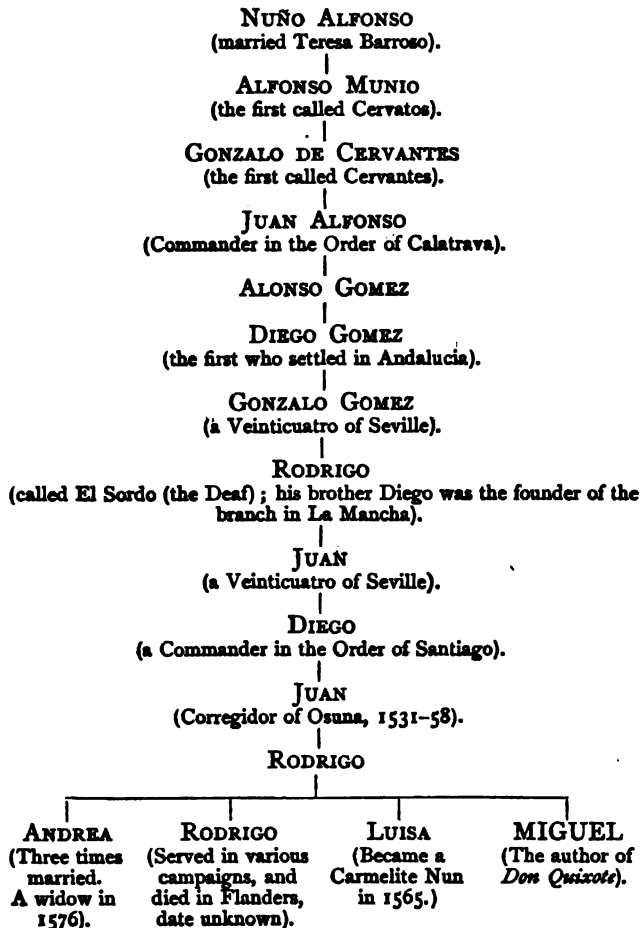 NUÑO ALFONSO
(married Teresa Barroso).
ALFONSO MUNIO
(the first called Cervatos).
GONZALO DE CERVANTES
(the first called Cervantes).
JUAN ALFONSO
(Commander in the Order of Calatrava).
ALONSO GOMEZ
DIEGO GOMEZ
(the first who settled in Andalucia).
GONZALO GOMEZ
(a Veinticuatro of Seville).
RODRIGO
(called El Sordo (the Deaf) ; his brother Diego was the founder of the
branch in La Mancha).
JUAN
(a Veinticuatro of Seville).
DIEGO
(a Commander in the Order of Santiago).
JUAN
(Corregidor of Osuna, 1531–58).
RODRIGO
ANDREA
(Three times
married.
A widow in
1576).
RODRIGO
(Served in various
campaigns, and
died in Flanders,
date unknown).
LUISA
(Became a
Carmelite Nun
in 1565.)
MIGUEL
(The author of
Don Quixote).